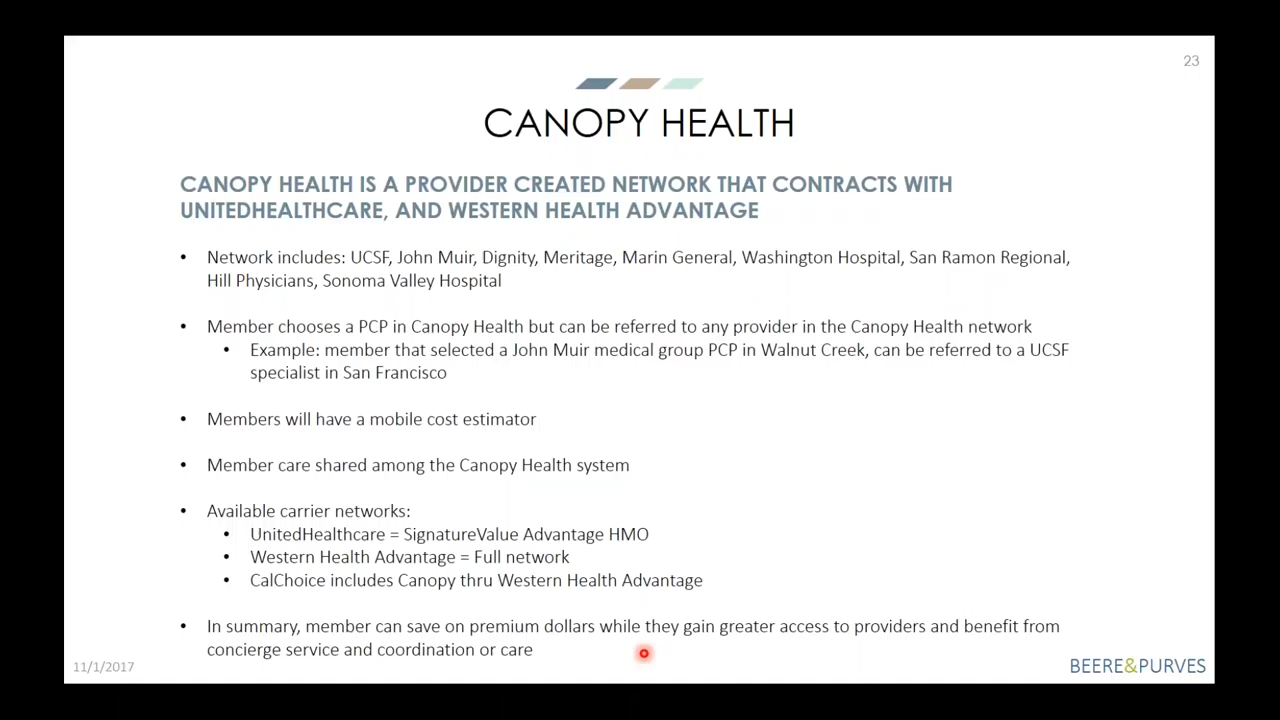 23
CANOPY HEALTH
CANOPY HEALTH IS A PROVIDER CREATED NETWORK THAT CONTRACTS WITH
UNITEDHEALTHCARE, AND WESTERN HEALTH ADVANTAGE
• Network includes: UCSF, John Muir, Dignity, Meritage, Marin General, Washington Hospital, San Ramon Regional,
Hill Physicians, Sonoma Valley Hospital
• Member chooses a PCP in Canopy Health but can be referred to any provider in the Canopy Health network
• Example: member that selected a John Muir medical group PCP in Walnut Creek, can be referred to a UCSF
specialist in San Francisco
• Members will have a mobile cost estimator
• Member care shared among the Canopy Health system
• Available carrier networks:
• UnitedHealthcare = SignatureValue Advantage HMO
• Western Health Advantage = Full network
• CalChoice includes Canopy thru Western Health Advantage
• In summary, member can save on premium dollars while they gain greater access to providers and benefit from
concierge service and coordination or care
11/1/2017
BEERE&PURVES